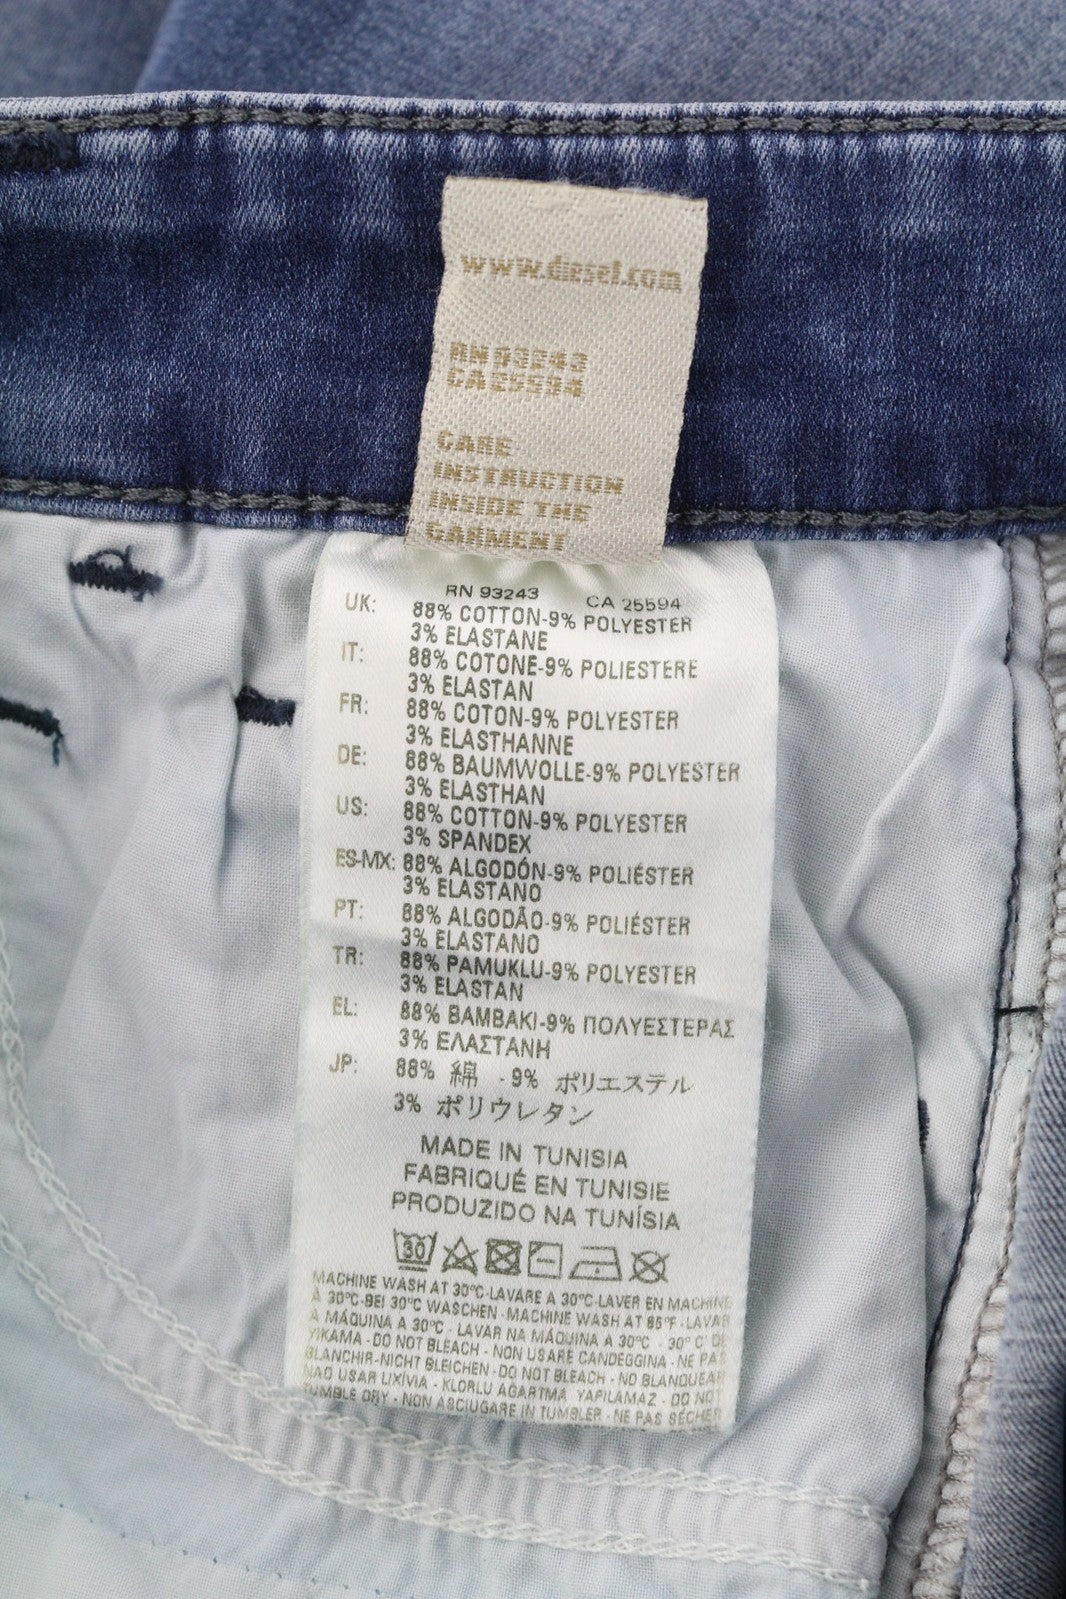 www.diesel.com
RN 93243
CA 25594
CARE
INSTRUCTION
INSIDE THE
GARMENT
RN 93243 CA 25594
UK: 88% COTTON-9% POLYESTER
3% ELASTANE
IT: 88% COTONE-9% POLIESTERE
3% ELASTAN
FR: 88% COTON-9% POLYESTER
3% ELASTHANNE
DE: 88% BAUMWOLLE-9% POLYESTER
3% ELASTHAN
US: 88% COTTON-9% POLYESTER
3% SPANDEX
ES-MX: 88% ALGODÓN-9% POLIÉSTER
3% ELASTANO
PT: 88% ALGODÃO-9% POLIÉSTER
3% ELASTANO
TR: 88% PAMUKLU-9% POLYESTER
3% ELASTAN
EL: 88% BAMBAKI-9% ΠΟΛΥΕΣΤΕΡΑΣ
3% ΕΛΑΣΤΑΝΗ
JP: 88% 綿 -9% ポリエステル
3% ポリウレタン
MADE IN TUNISIA
FABRIQUÉ EN TUNISIE
PRODUZIDO NA TUNÍSIA
30
MACHINE WASH AT 30°C-LAVARE A 30°C-LAVER EN MACHINE
À 30°C-BEI 30°C WASCHEN - MACHINE WASH AT 86°F - LAVAR
A MÁQUINA A 30°C - LAVAR NA MÁQUINA A 30°C - 30° C' DE
YIKAMA - DO NOT BLEACH - NON USARE CANDEGGINA - NE PAS
BLANCHIR-NICHT BLEICHEN - DO NOT BLEACH - NO BLANQUEAR
NAO USAR LIXÍVIA - KLORLU AGARTMA YAPILAMAZ - DO NOT
TUMBLE DRY - NON ASCIUGARE IN TUMBLER - NE PAS SÉCHER